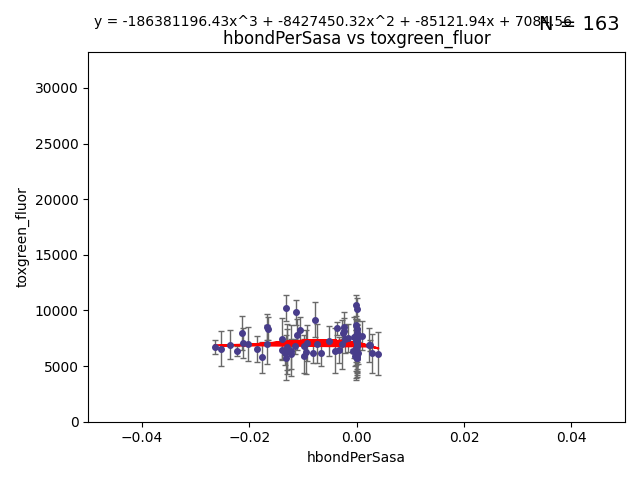 y = -186381196.43x^3 + -8427450.32x^2 + -85121.94x + 7084.56
N = 163
hbondPerSasa vs toxgreen_fluor
30000
25000
20000
15000
10000
5000
0
toxgreen_fluor
−0.04
−0.02
0.00
0.02
0.04
hbondPerSasa